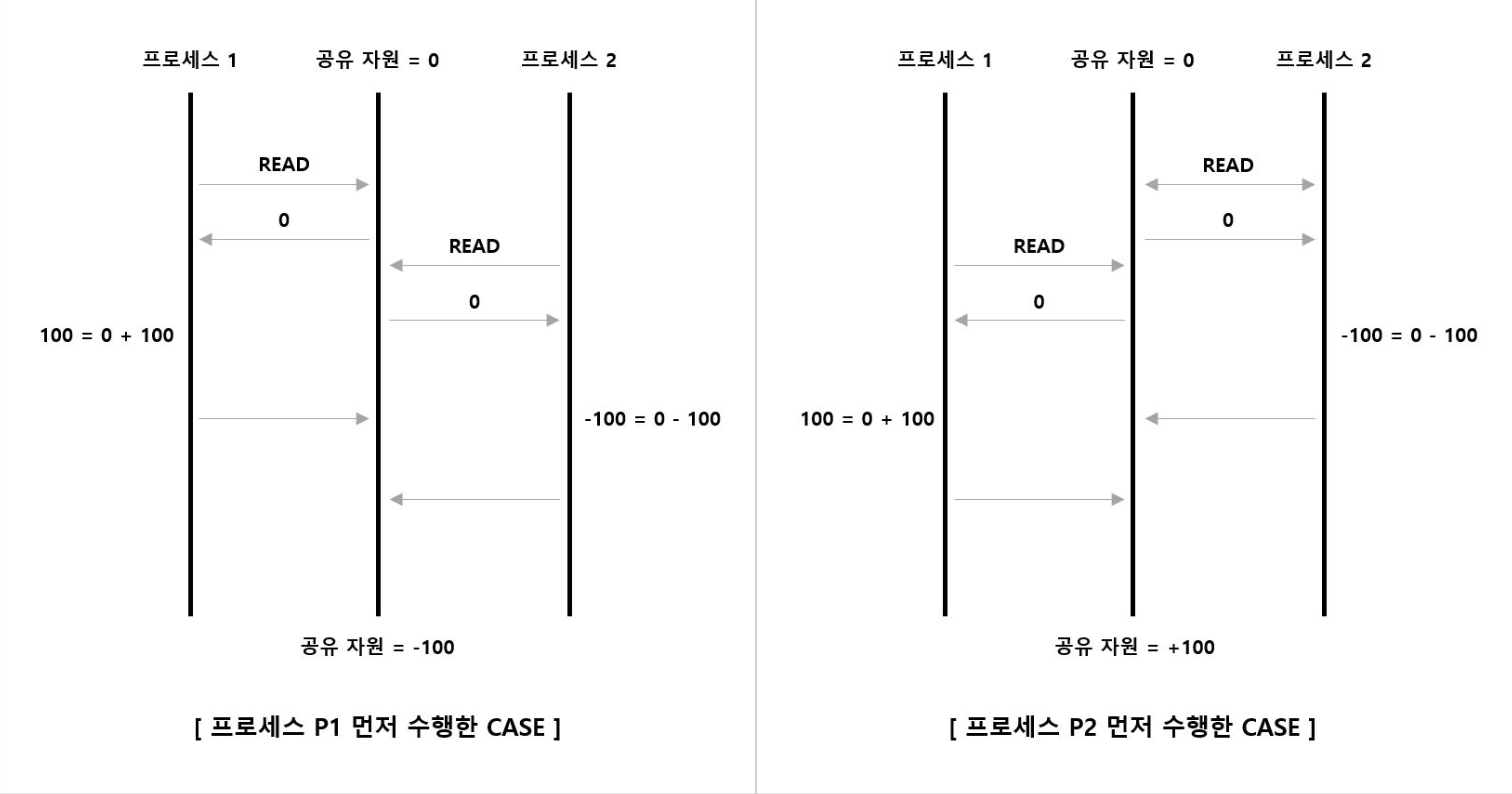 프로세스 1
공유 자원 = 0
프로세스 2
READ
0
READ
0
100 = 0 + 100
-100 = 0 - 100
공유 자원 = -100
[ 프로세스 P1 먼저 수행한 CASE ]
프로세스 1
공유 자원 = 0
프로세스 2
READ
0
READ
0
-100 = 0 - 100
100 = 0 + 100
공유 자원 = +100
[ 프로세스 P2 먼저 수행한 CASE ]